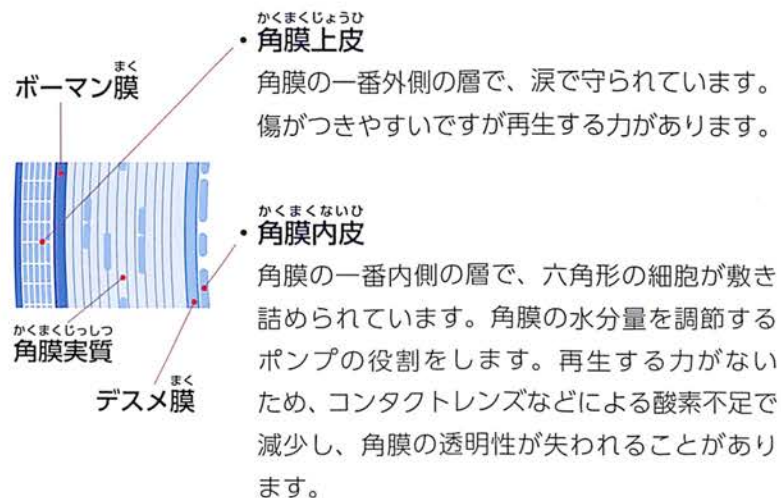 かくまくじょうひ
・角膜上皮
角膜の一番外側の層で、涙で守られています。
傷がつきやすいですが再生する力があります。
まく
ボーマン膜
かくまくないひ
・角膜内皮
角膜の一番内側の層で、六角形の細胞が敷き
詰められています。角膜の水分量を調節する
ポンプの役割をします。再生する力がない
ため、コンタクトレンズなどによる酸素不足で
減少し、角膜の透明性が失われることがあり
ます。
かくまくじっしつ
角膜実質
まく
デスメ膜